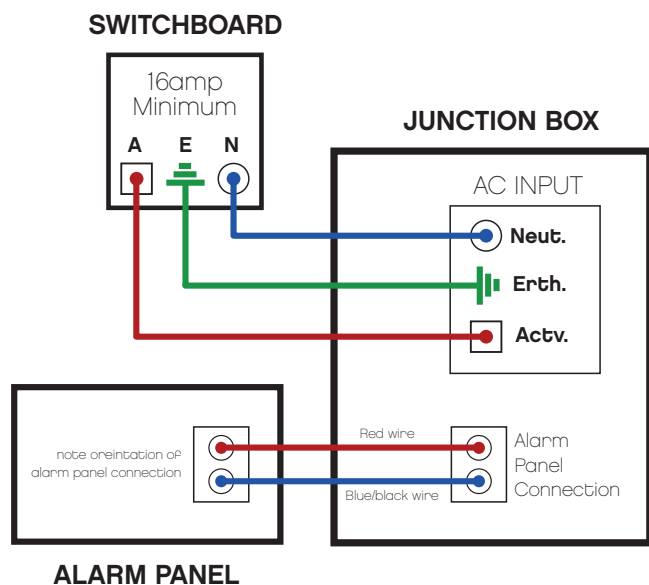 SWITCHBOARD
16amp
Minimum
A E N
JUNCTION BOX
AC INPUT
Neut.
Erth.
Actv.
note oreintation of
alarm panel connection
Red wire
Blue/black wire
Alarm
Panel
Connection
ALARM PANEL